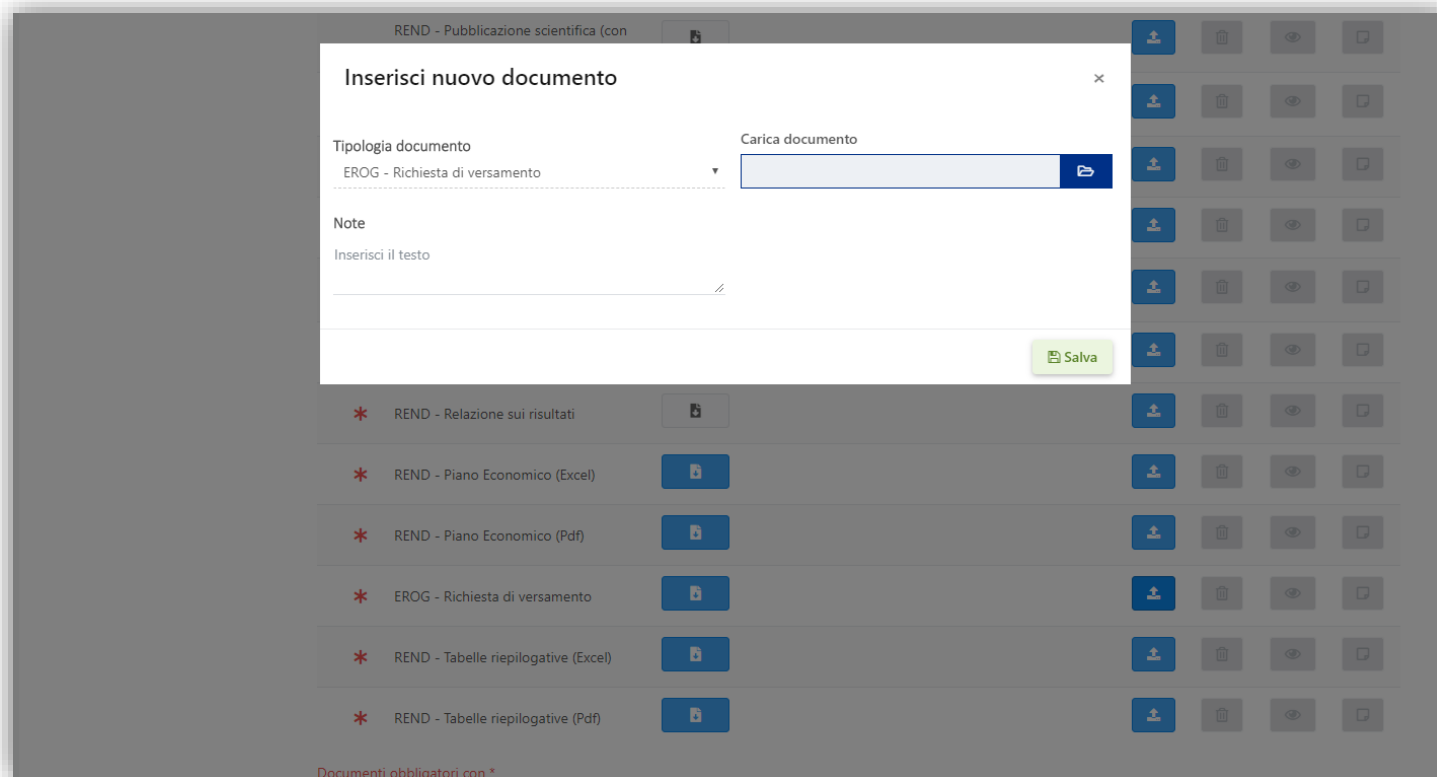 REND - Pubblicazione scientifica (con
Inserisci nuovo documento
×
Tipologia documento
EROG - Richiesta di versamento
Carica documento
Note
Inserisci il testo
Salva
* REND - Relazione sui risultati
* REND - Piano Economico (Excel)
* REND - Piano Economico (Pdf)
* EROG - Richiesta di versamento
* REND - Tabelle riepilogative (Excel)
* REND - Tabelle riepilogative (Pdf)
Documenti obbligatori con *